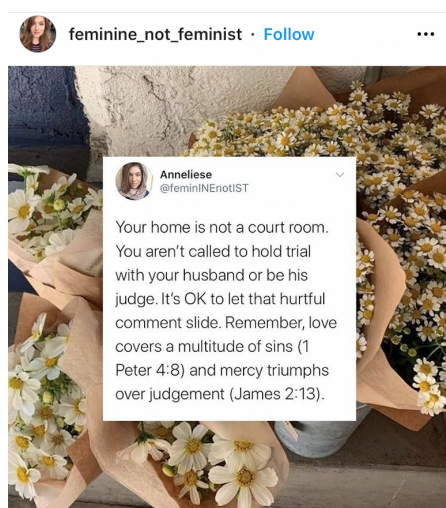 feminine_not_feminist · Follow
Anneliese
@feminINEnotIST
Your home is not a court room.
You aren't called to hold trial
with your husband or be his
judge. It's OK to let that hurtful
comment slide. Remember, love
covers a multitude of sins (1
Peter 4:8) and mercy triumphs
over judgement (James 2:13).